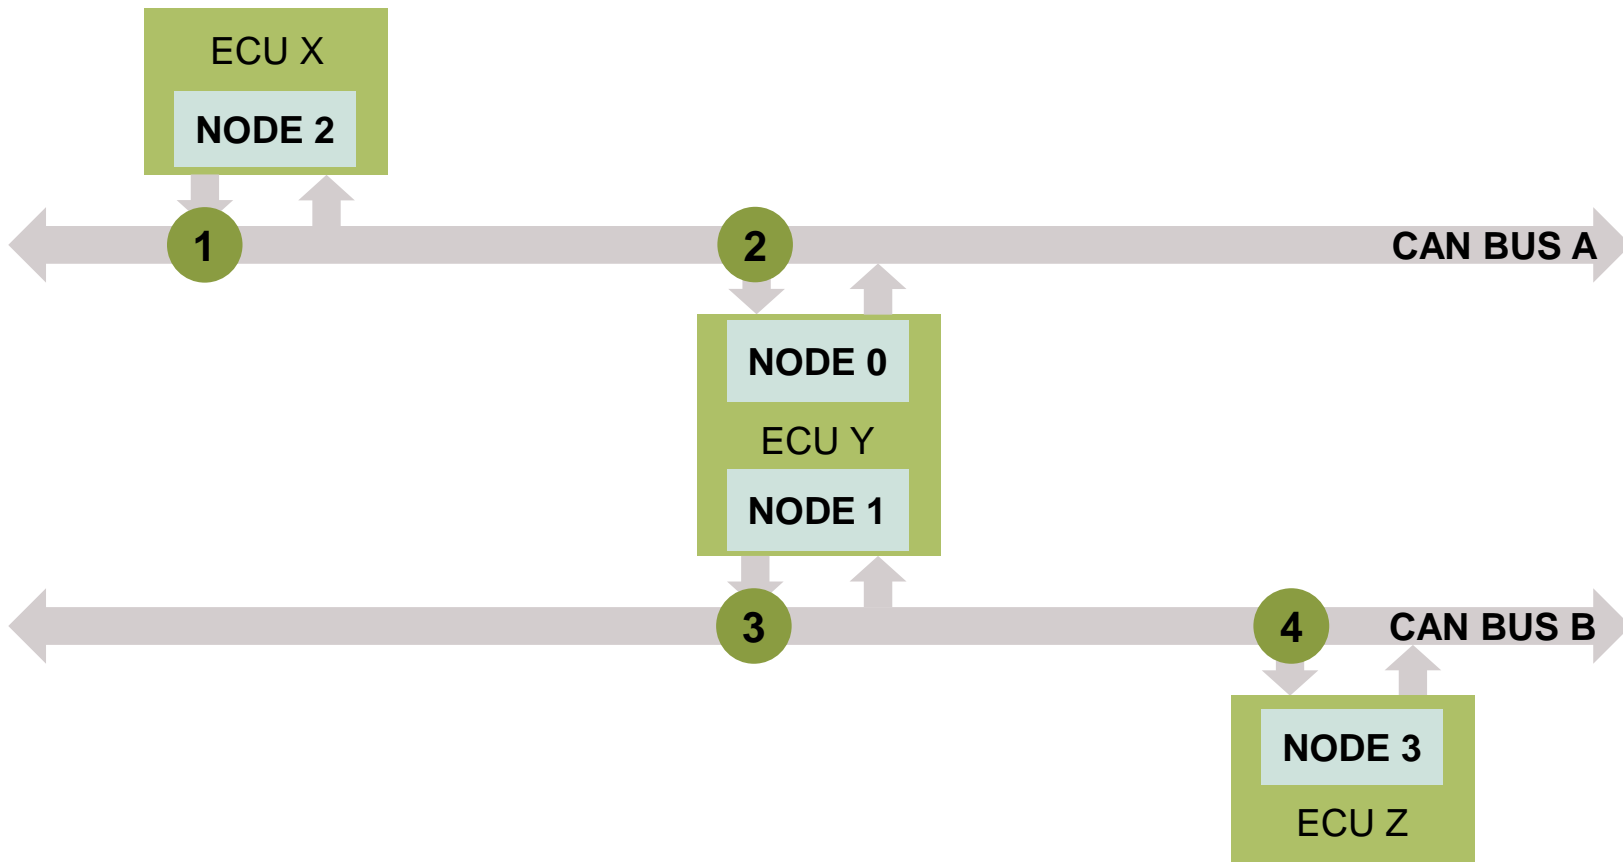 ECU X
NODE 2
1
2
CAN BUS A
NODE 0
ECU Y
NODE 1
3
4
CAN BUS B
NODE 3
ECU Z